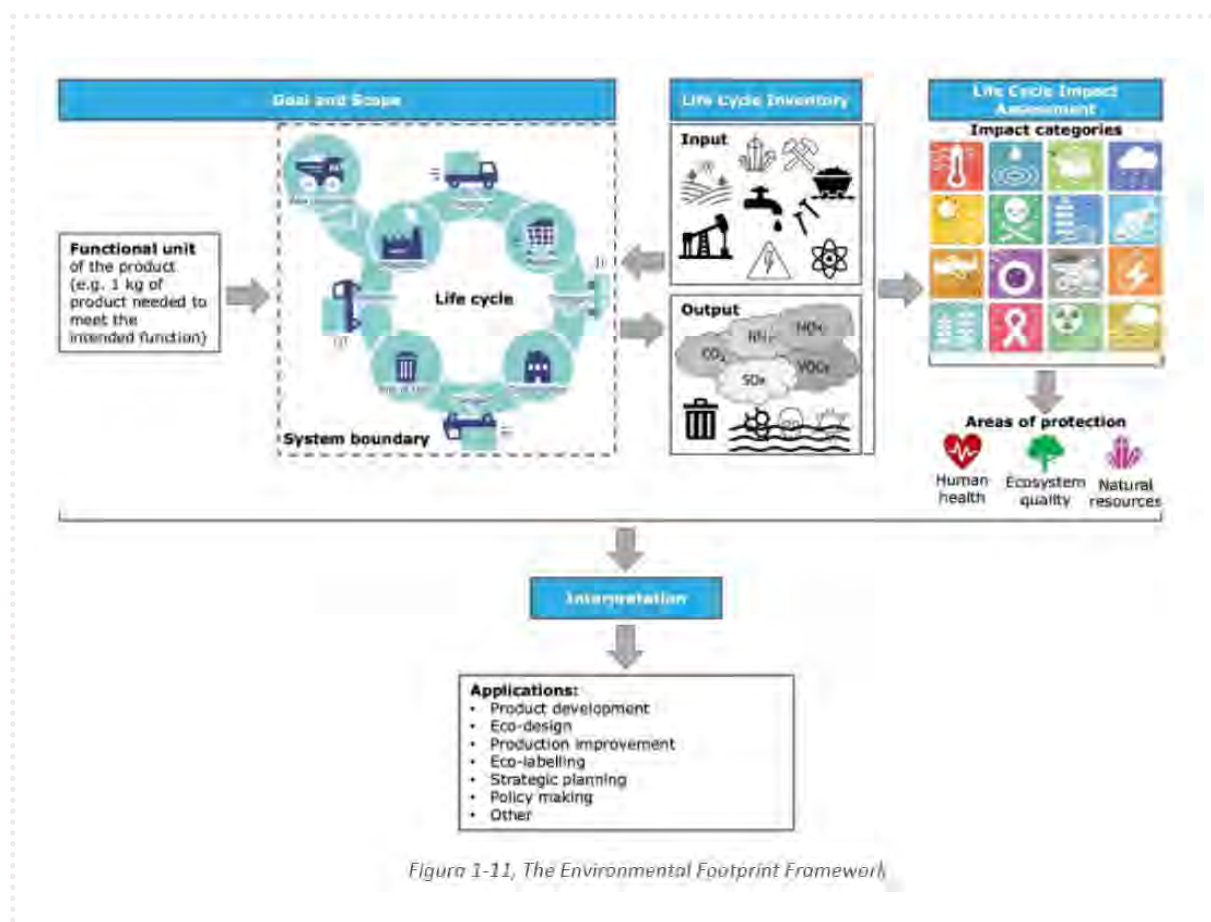 Goal and Scope
Life Cycle Inventory
Life Cycle Impact
Assessment
Functional unit
of the product
(e.g. 1 kg of
product needed to
meet the
intended function)
Life cycle
System boundary
Input
Output
CO₂
SOx
VOCs
Impact categories
Areas of protection
Human
health
Ecosystem
quality
Natural
resources
Interpretation
Applications:
• Product development
• Eco-design
• Production improvement
• Eco-labelling
• Strategic planning
• Policy making
• Other
Figura 1-11, The Environmental Footprint Framework